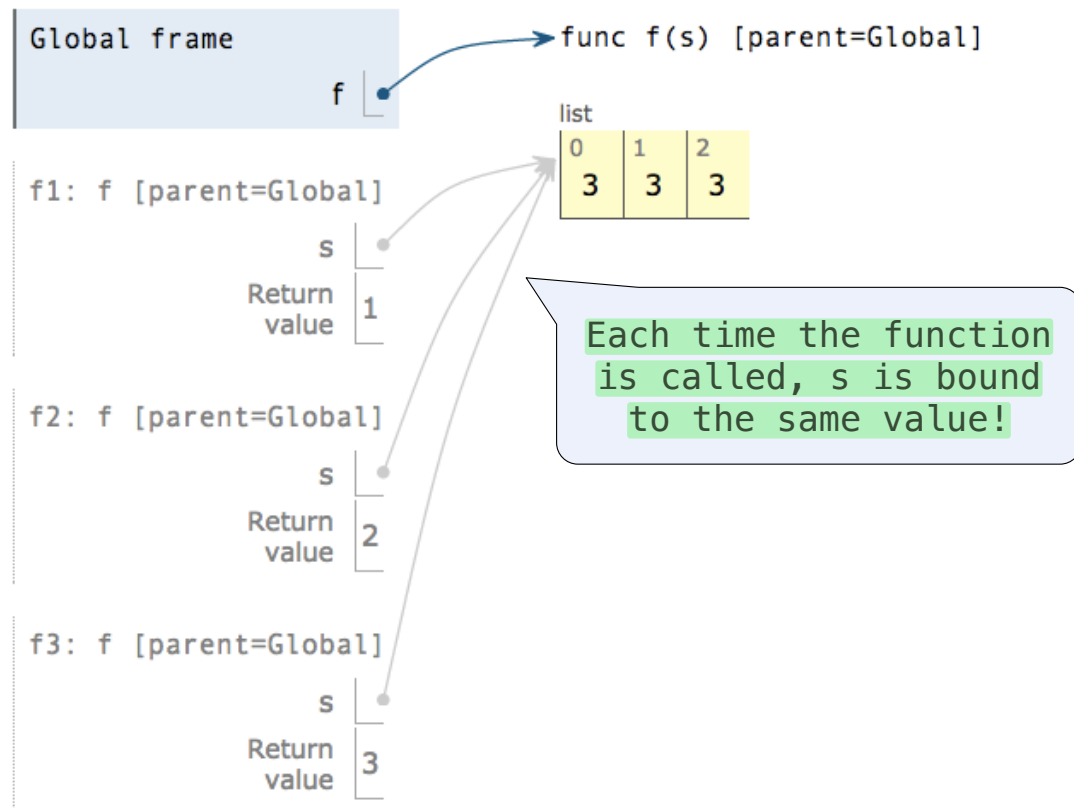 Global frame
f
func f(s) [parent=Global]
list
0 1 2
3 3 3
f1: f [parent=Global]
s
Return
value 1
Each time the function
is called, s is bound
to the same value!
f2: f [parent=Global]
s
Return
value 2
f3: f [parent=Global]
s
Return
value 3